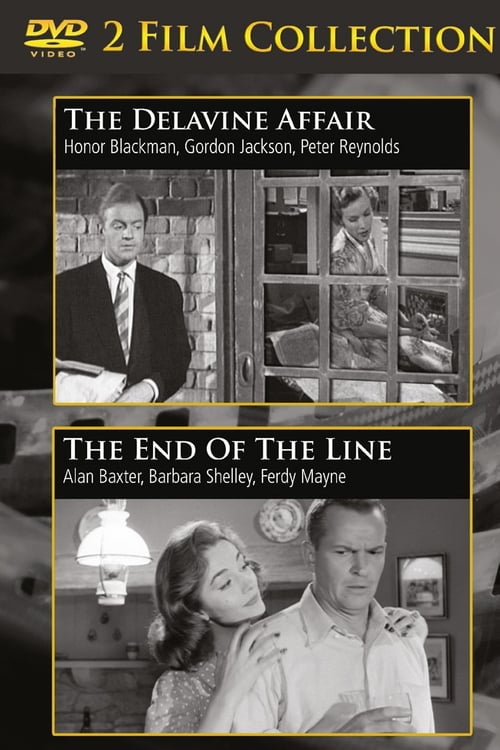 DVD
VIDEO
2 FILM COLLECTION
THE DELAVINE AFFAIR
Honor Blackman, Gordon Jackson, Peter Reynolds
THE END OF THE LINE
Alan Baxter, Barbara Shelley, Ferdy Mayne